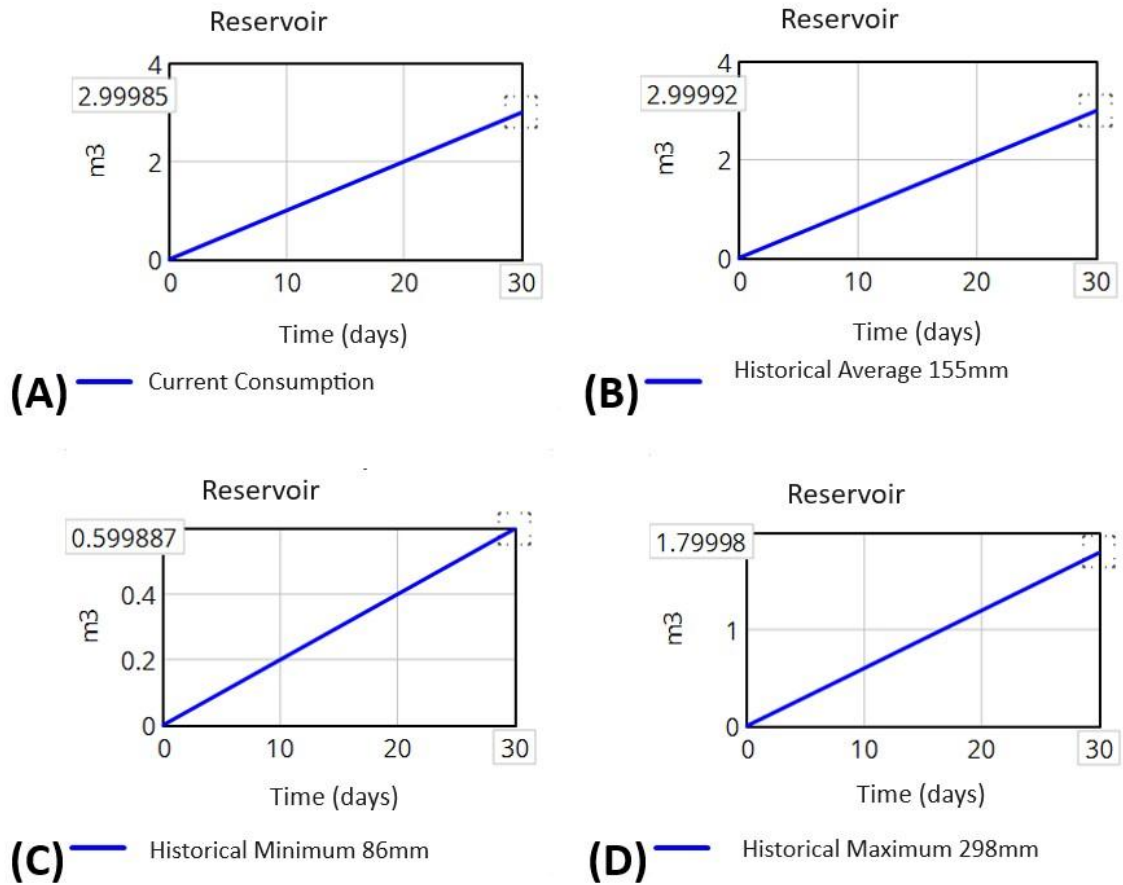 Reservoir
4
2.99985
2
0
m3
0
10
20
30
Time (days)
(A) Current Consumption
Reservoir
4
2.99992
2
0
m3
0
10
20
30
Time (days)
(B) Historical Average 155mm
Reservoir
0.599887
0.4
0.2
0
m3
0
10
20
30
Time (days)
(C) Historical Minimum 86mm
Reservoir
1.79998
1
0
m3
0
10
20
30
Time (days)
(D) Historical Maximum 298mm